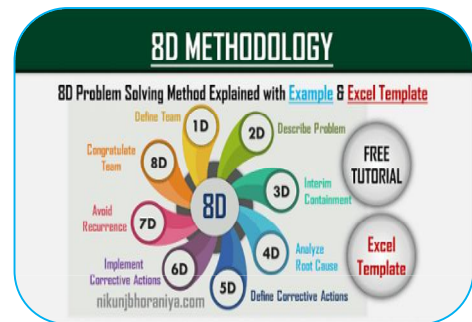 8D METHODOLOGY
8D Problem Solving Method Explained with Example & Excel Template
Define Team
1D
2D
Describe Problem
Congratulate
Team
8D
3D
Interim
Containment
FREE
TUTORIAL
8D
Avoid
Recurrence
7D
4D
Analyze
Root Cause
Implement
Corrective Actions
6D
5D
Define Corrective Actions
Excel
Template
nikunjbhoraniya.com